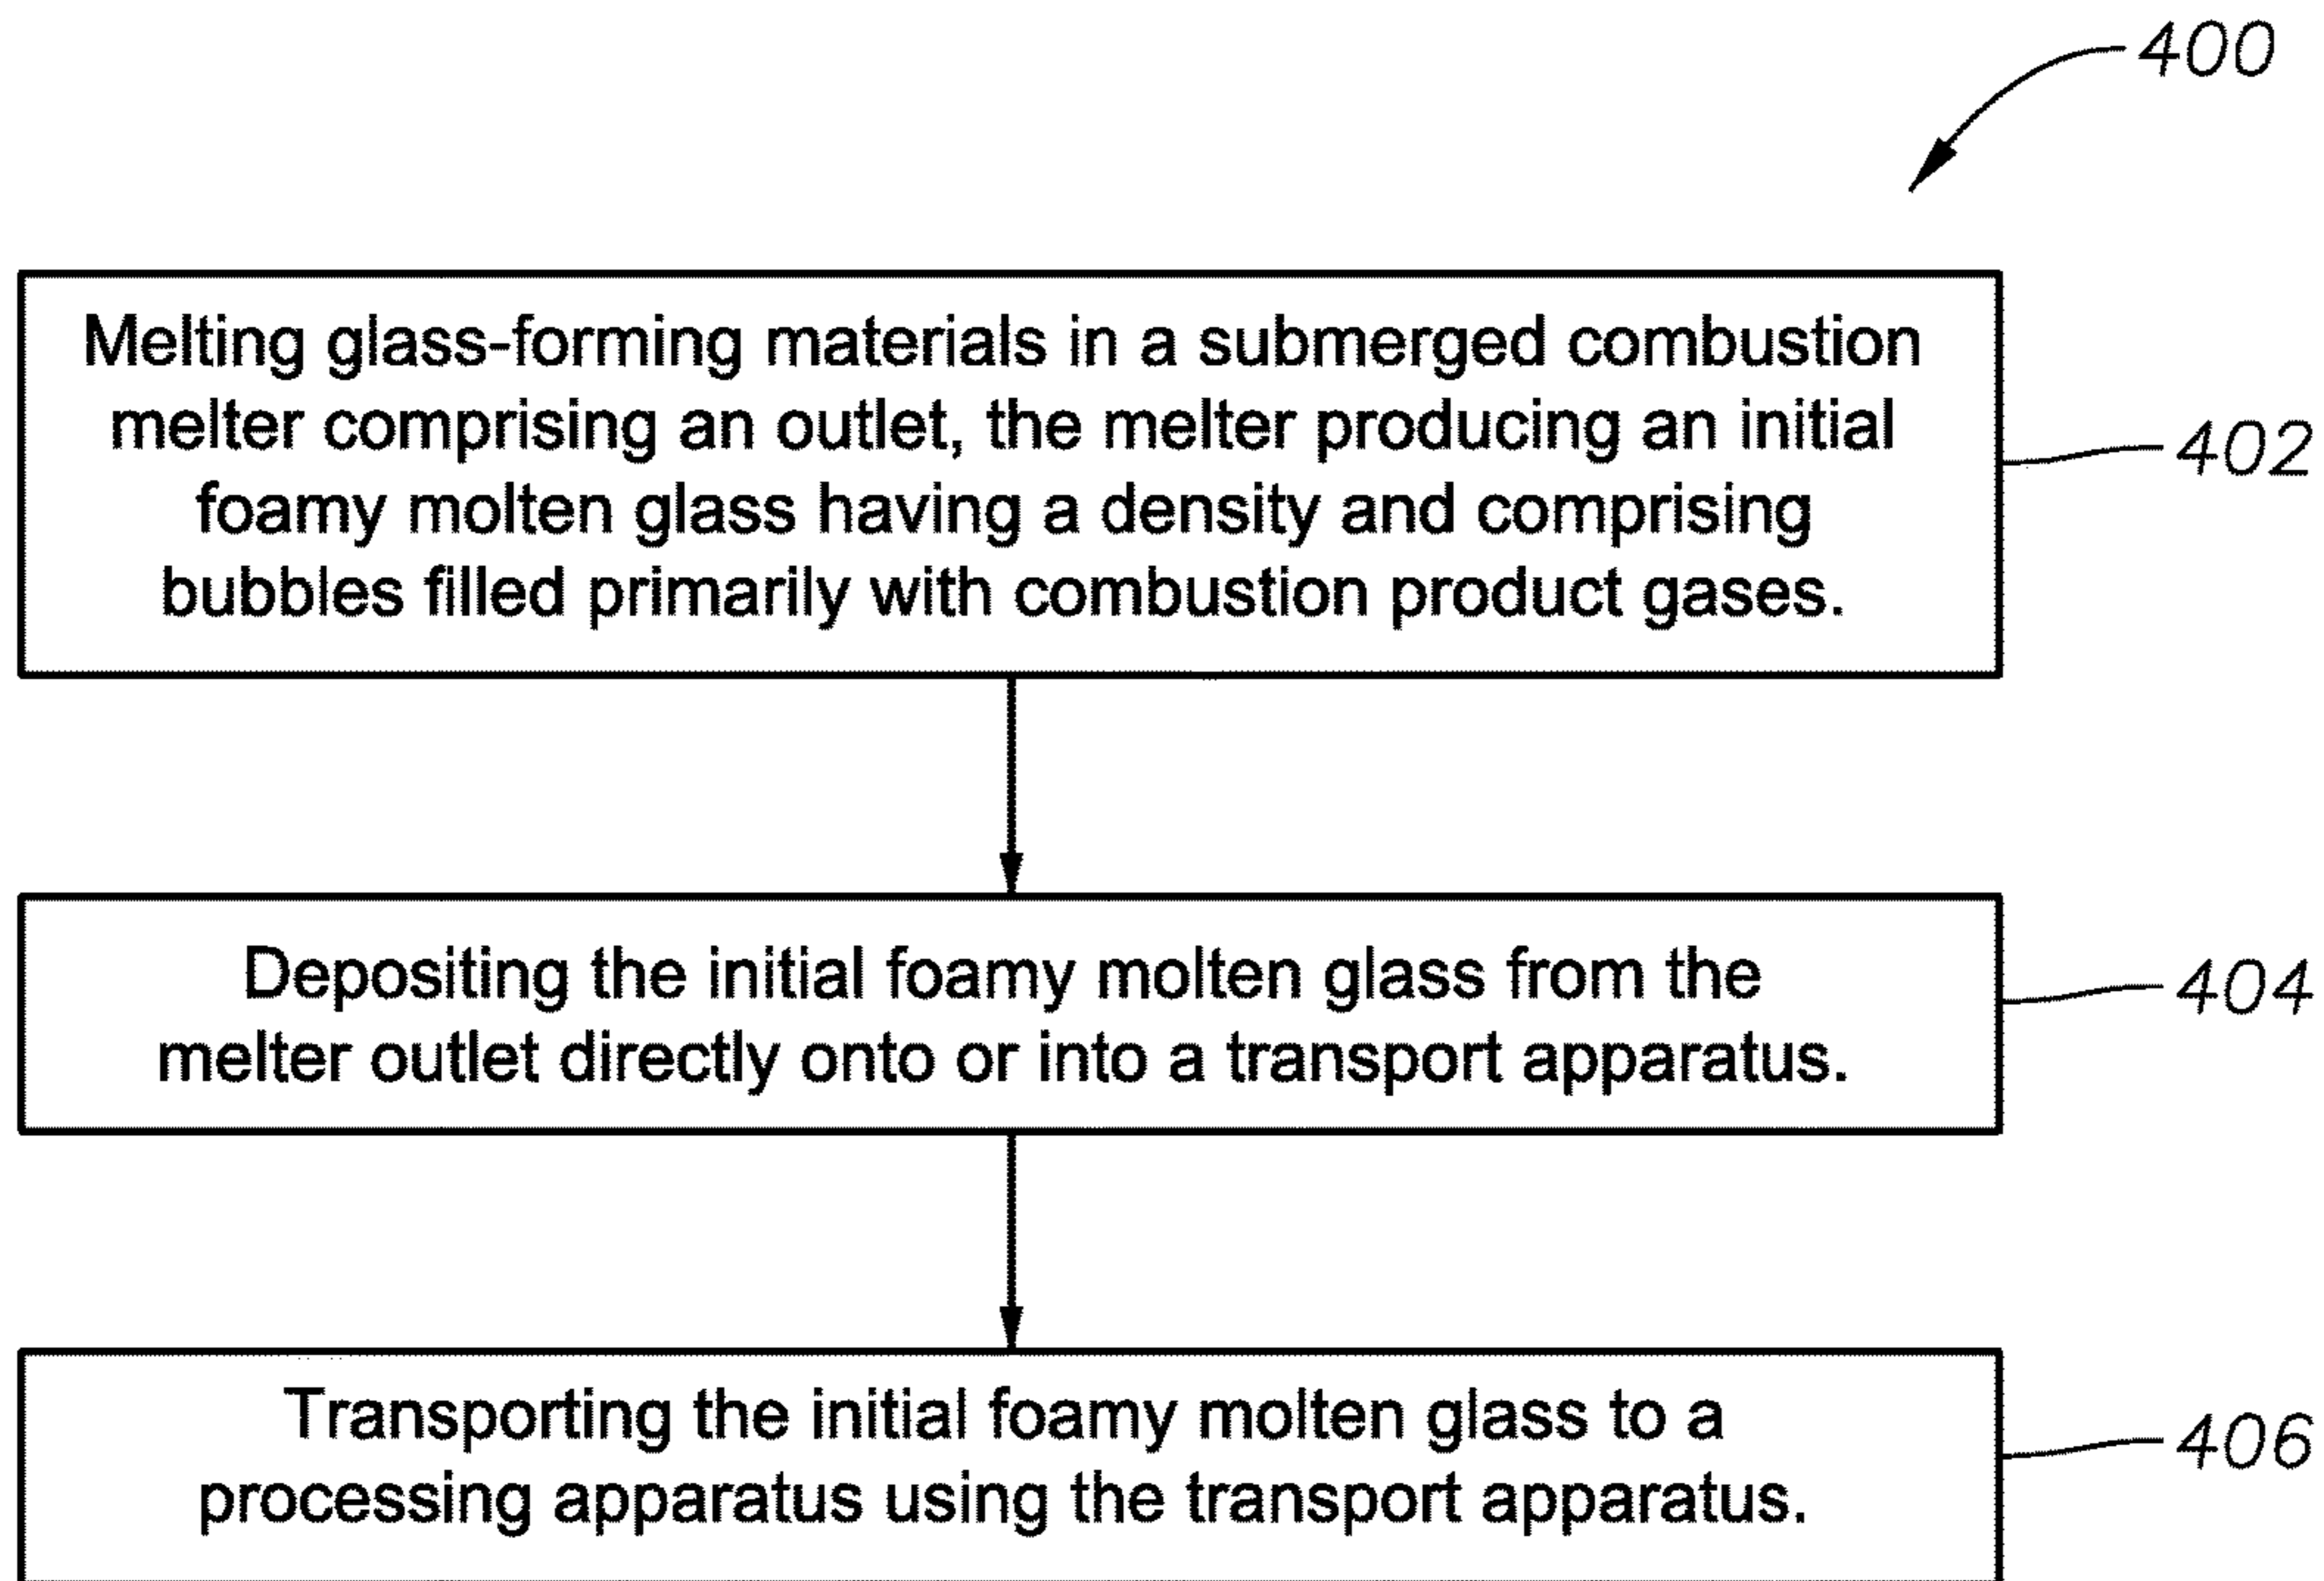 400
Melting glass-forming materials in a submerged combustion
melter comprising an outlet, the melter producing an initial
foamy molten glass having a density and comprising
bubbles filled primarily with combustion product gases.
402
Depositing the initial foamy molten glass from the
melter outlet directly onto or into a transport apparatus.
404
Transporting the initial foamy molten glass to a
processing apparatus using the transport apparatus.
406